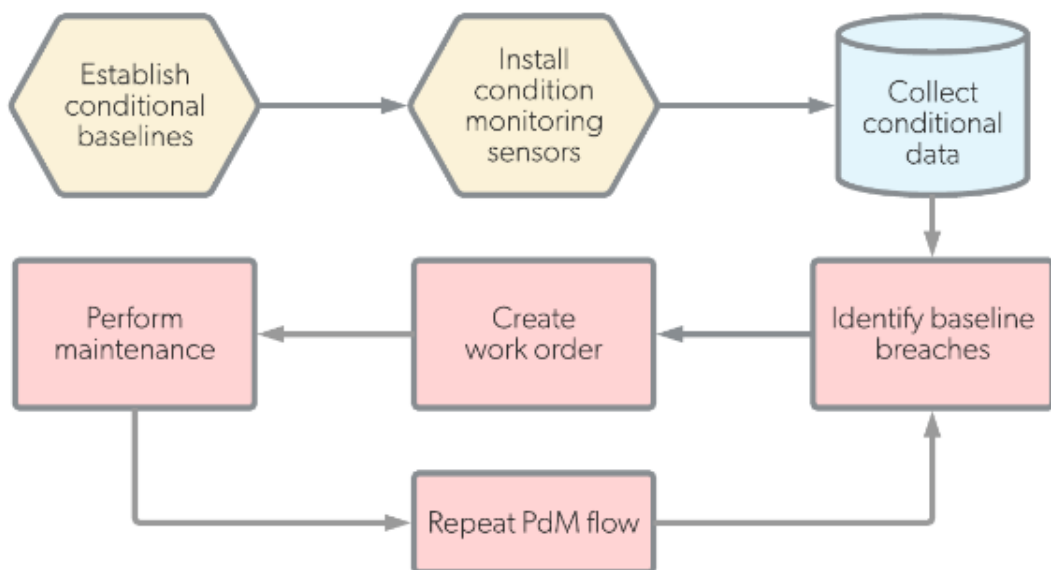 Establish
conditional
baselines
Install
condition
monitoring
sensors
Collect
conditional
data
Identify baseline
breaches
Create
work order
Perform
maintenance
Repeat PdM flow